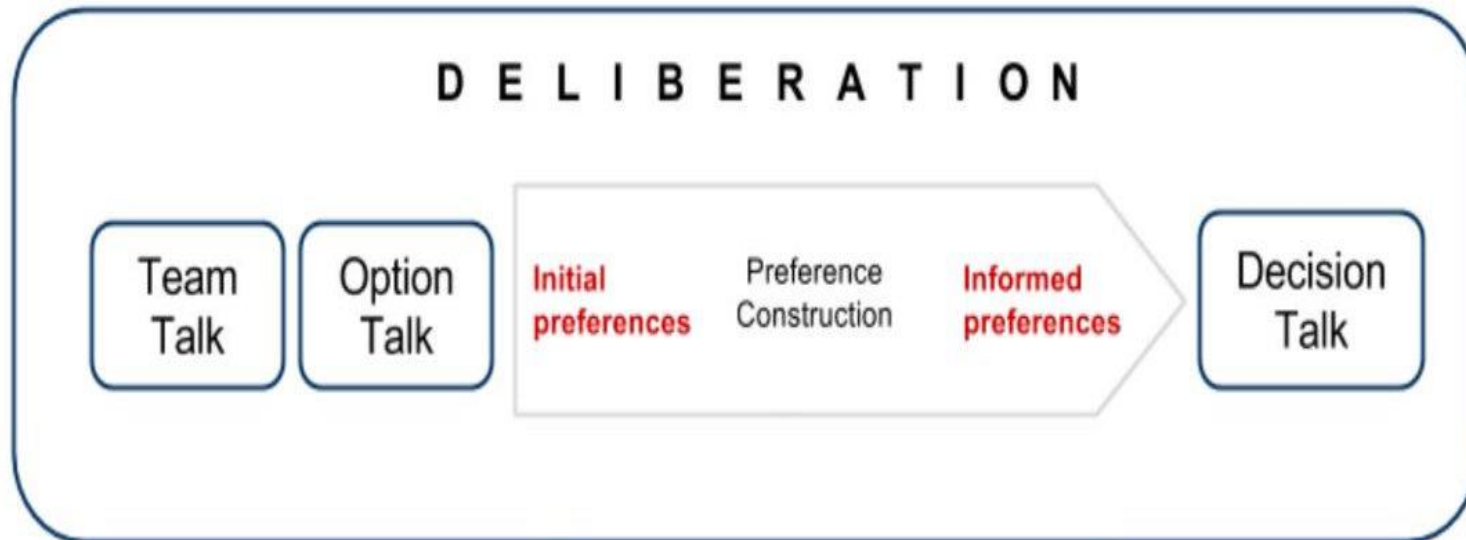 DELIBERATION
Team
Talk
Option
Talk
Initial
preferences
Preference
Construction
Informed
preferences
Decision
Talk